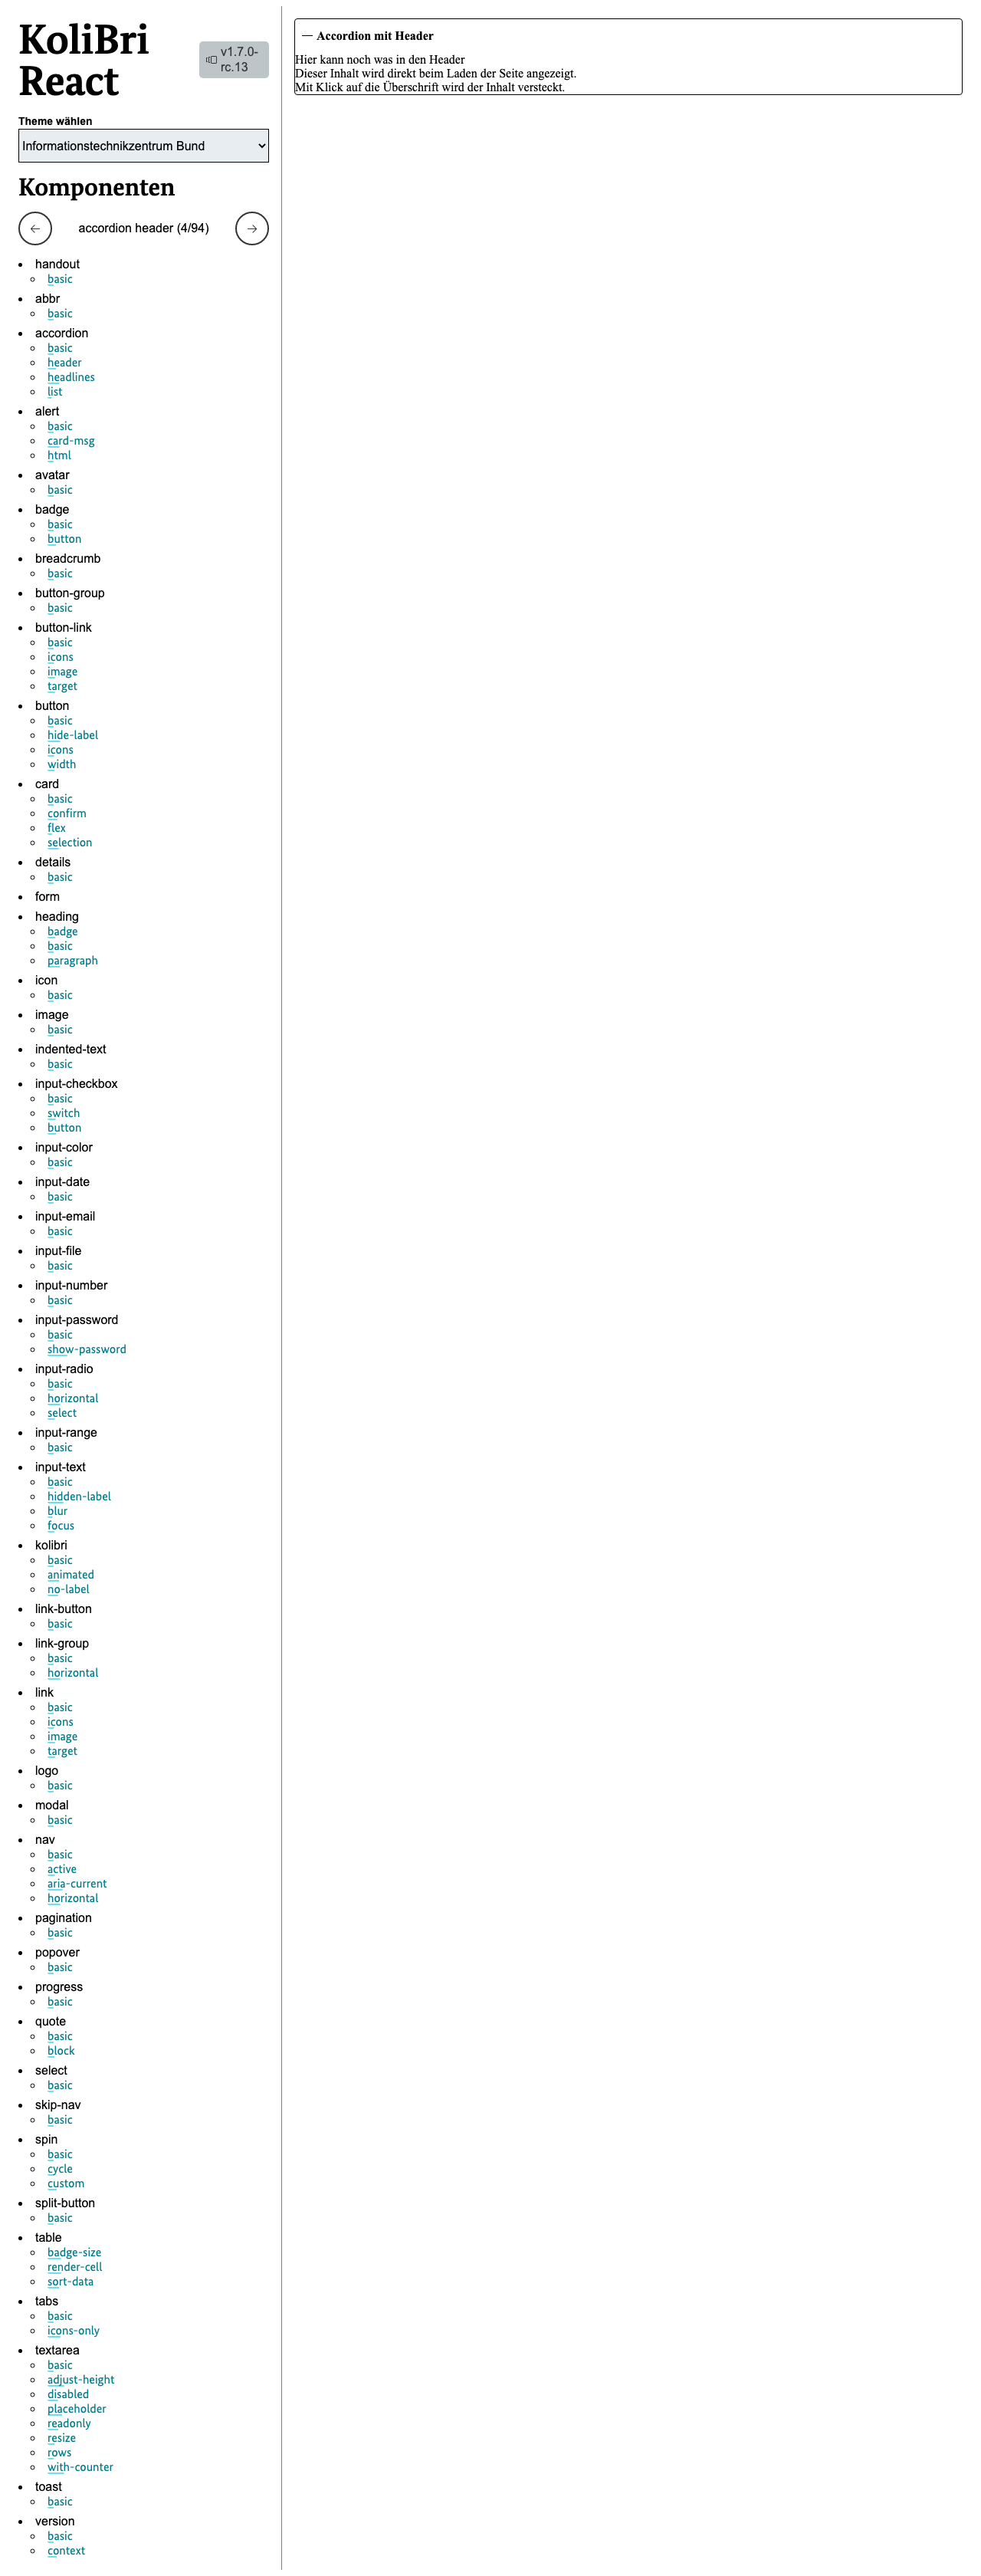 KoliBri
React
v1.7.0-
rc.13
Theme wählen
Informationstechnikzentrum Bund
Komponenten
accordion header (4/94)
handout
basic
abbr
basic
accordion
basic
header
headlines
list
alert
basic
card-msg
html
avatar
basic
badge
basic
button
breadcrumb
basic
button-group
basic
button-link
basic
icons
image
target
button
basic
hide-label
icons
width
card
basic
confirm
flex
selection
details
basic
form
heading
badge
basic
paragraph
icon
basic
image
basic
indented-text
basic
input-checkbox
basic
switch
button
input-color
basic
input-date
basic
input-email
basic
input-file
basic
input-number
basic
input-password
basic
show-password
input-radio
basic
horizontal
select
input-range
basic
input-text
basic
hidden-label
blur
focus
kolibri
basic
animated
no-label
link-button
basic
link-group
basic
horizontal
link
basic
icons
image
target
logo
basic
modal
basic
nav
basic
active
aria-current
horizontal
pagination
basic
popover
basic
progress
basic
quote
basic
block
select
basic
skip-nav
basic
spin
basic
cycle
custom
split-button
basic
table
badge-size
render-cell
sort-data
tabs
basic
icons-only
textarea
basic
adjust-height
disabled
placeholder
readonly
resize
rows
with-counter
toast
basic
version
basic
context
Accordion mit Header
Hier kann noch was in den Header
Dieser Inhalt wird direkt beim Laden der Seite angezeigt.
Mit Klick auf die Überschrift wird der Inhalt versteckt.